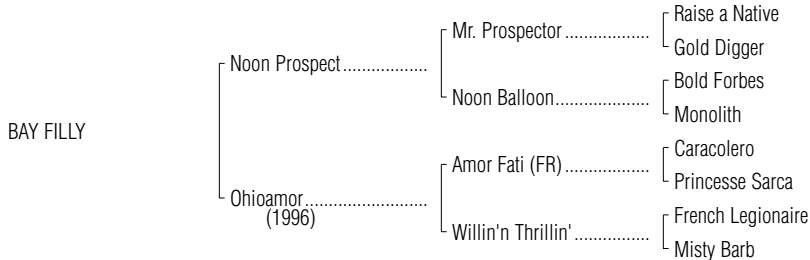 Raise a Native
Mr. Prospector ..................
Gold Digger
Noon Prospect ..................
Bold Forbes
Noon Balloon ....................
Monolith
BAY FILLY
Caracolero
Amor Fati (FR) ..................
Princesse Sarca
Ohioamor ..........................
(1996)
French Legionaire
Willin'n Thrillin' ................
Misty Barb